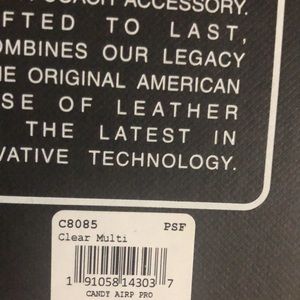 COACH ACCESSORY.
FTED TO LAST,
OMBINES OUR LEGACY
E ORIGINAL AMERICAN
SE OF LEATHER
THE LATEST IN
VATIVE TECHNOLOGY.
C8085 PSF
Clear Multi
1 91058 14303 7
CANDY AIRP PRO